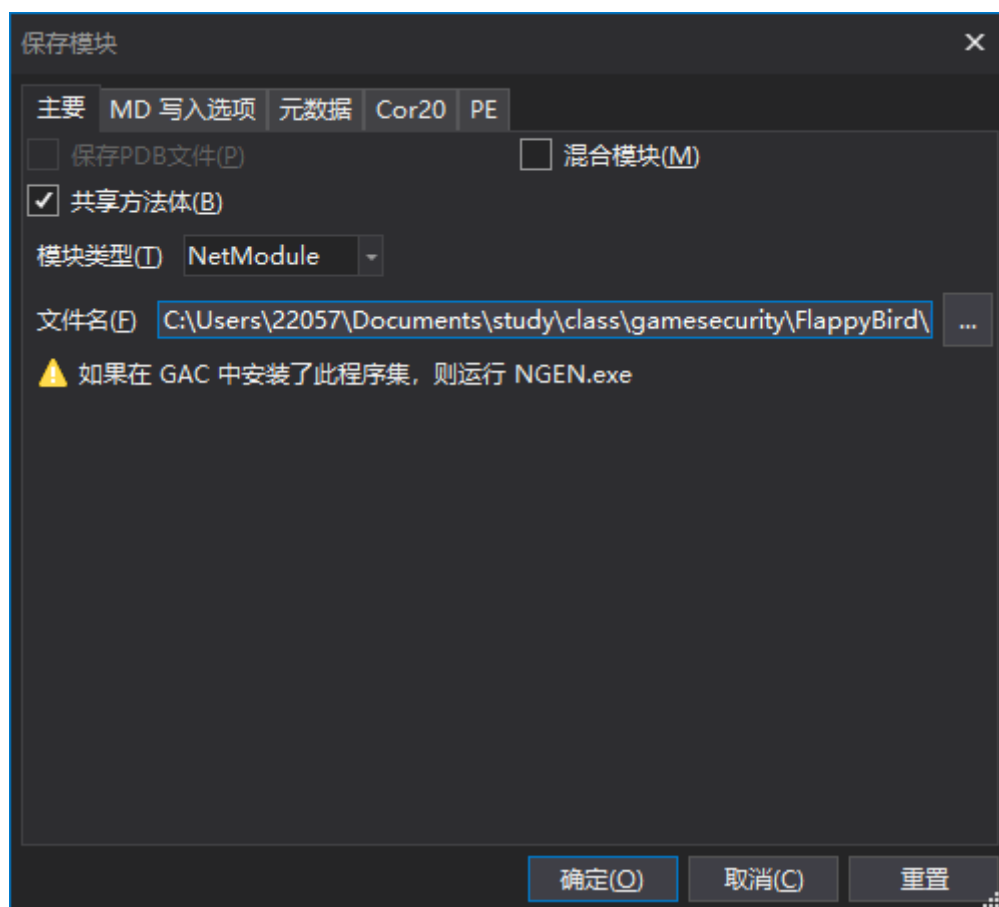 保存模块
主要 MD 写入选项 元数据 Cor20 PE
保存PDB文件(P) 混合模块(M)
共享方法体(B)
模块类型(T) NetModule
文件名(F) C:\Users\22057\Documents\study\class\gamesecurity\FlappyBird\ ...
如果在 GAC 中安装了此程序集，则运行 NGEN.exe
确定(O) 取消(C) 重置